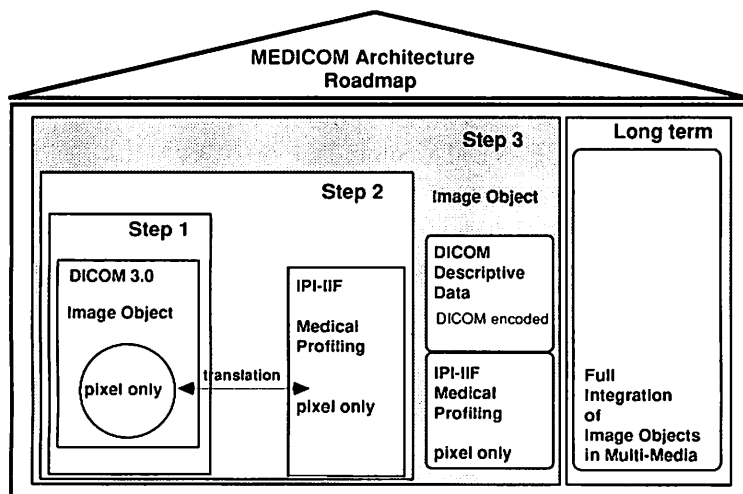 MEDICOM Architecture
Roadmap
Step 3
Long term
Step 2
Image Object
Step 1
DICOM 3.0
Image Object
pixel only
translation
IPI-IIF
Medical
Profiling
pixel only
DICOM
Descriptive
Data
DICOM encoded
IPI-IIF
Medical
Profiling
pixel only
Full
Integration
of
Image Objects
in Multi-Media